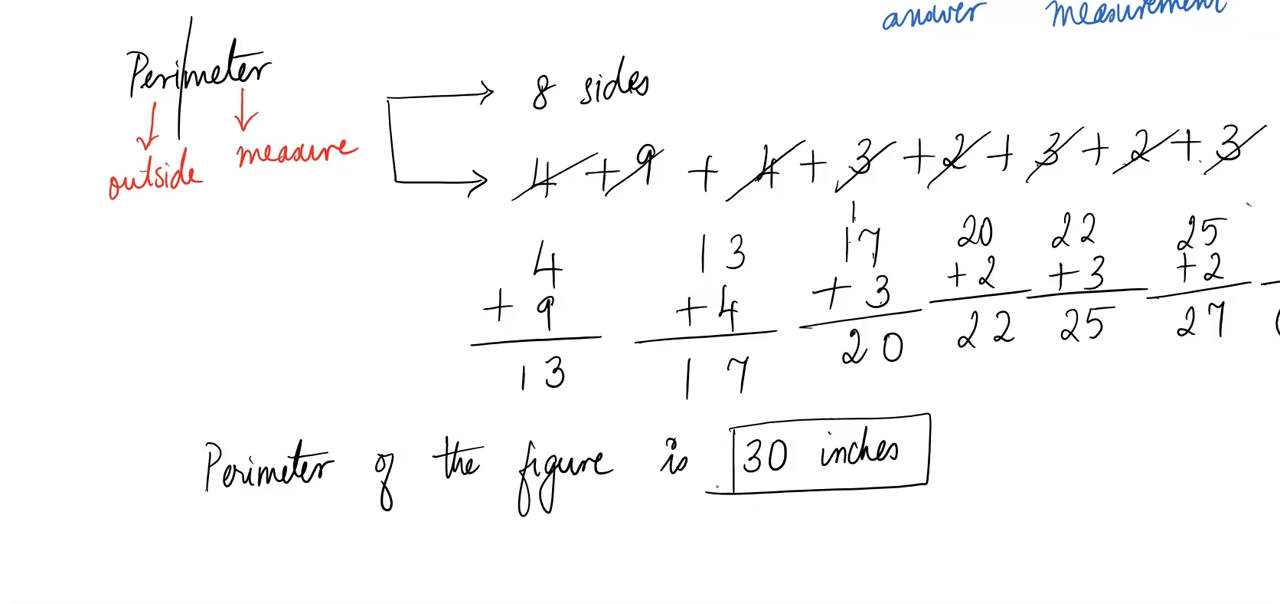 answer measurement
Perimeter
outside measure
8 sides
4 + 9 + 4 + 3 + 2 + 3 + 2 + 3
4 + 9 13
13 + 4 17
1 17 + 3 20
20 + 2 22
22 + 3 25
25 + 2 27
Perimeter of the figure is 30 inches